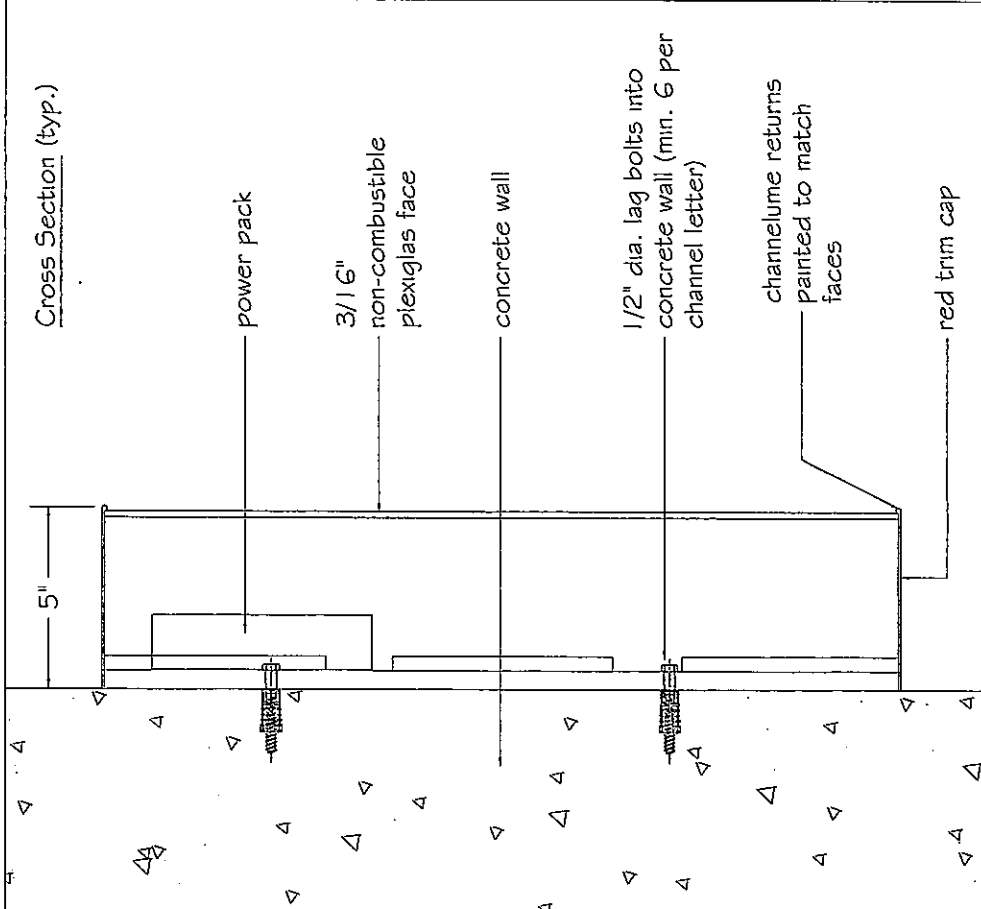 Cross Section (typ.)
5"
power pack
3/16"
non-combustible
plexiglas face
concrete wall
1/2" dia. lag bolts into
concrete wall (min. 6 per
channel letter)
channelume returns
painted to match
faces
red trim cap